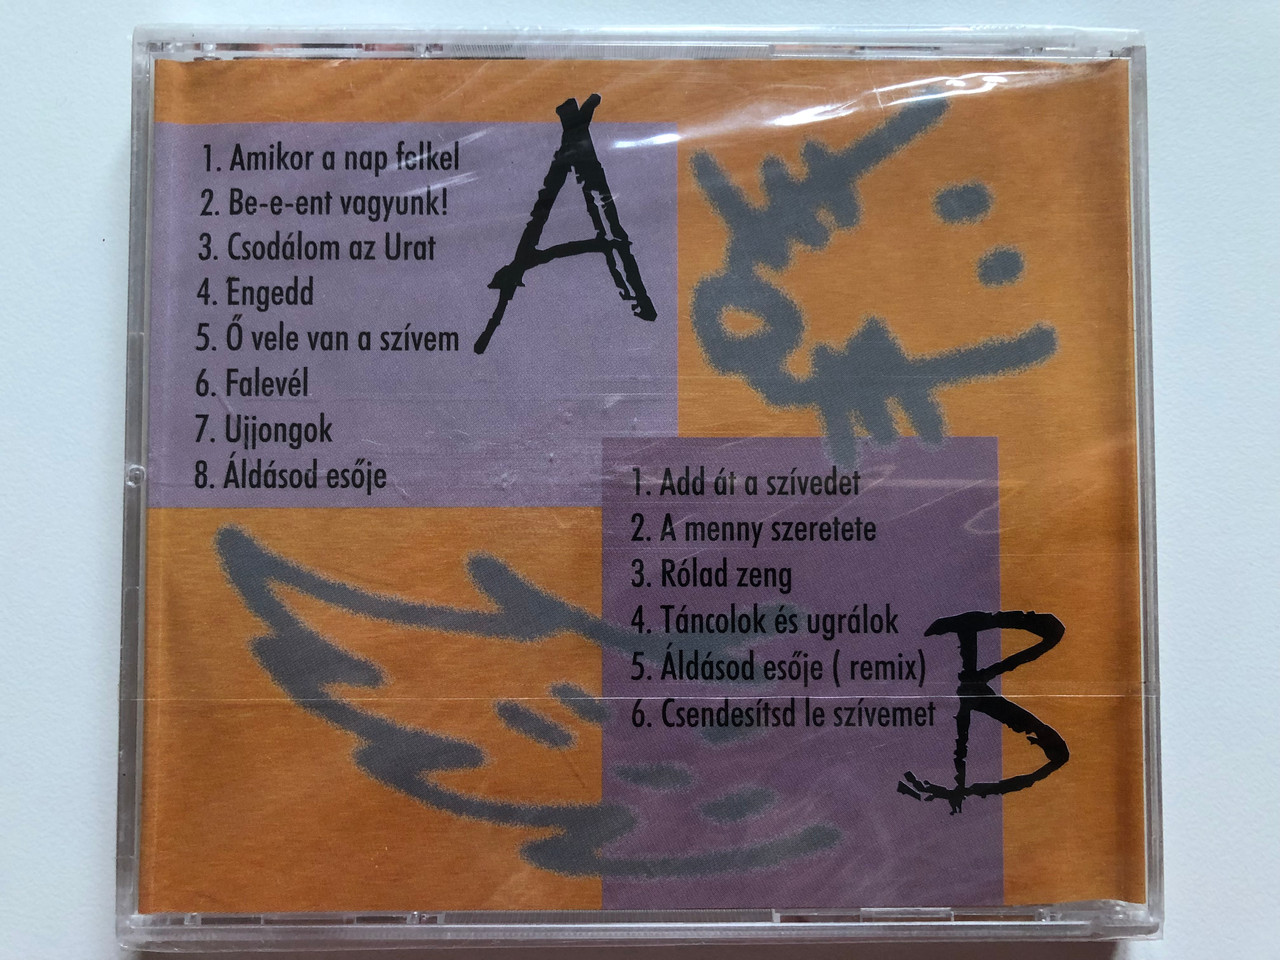 A
1. Amikor a nap felkel
2. Be-e-ent vagyunk!
3. Csodálom az Urat
4. Engedd
5. Ő vele van a szívem
6. Falevél
7. Ujjongok
8. Áldásod esője
1. Add át a szívedet
2. A menny szeretete
3. Rólad zeng
4. Táncolok és ugrálok
5. Áldásod esője ( remix)
6. Csendesítsd le szívemet
B